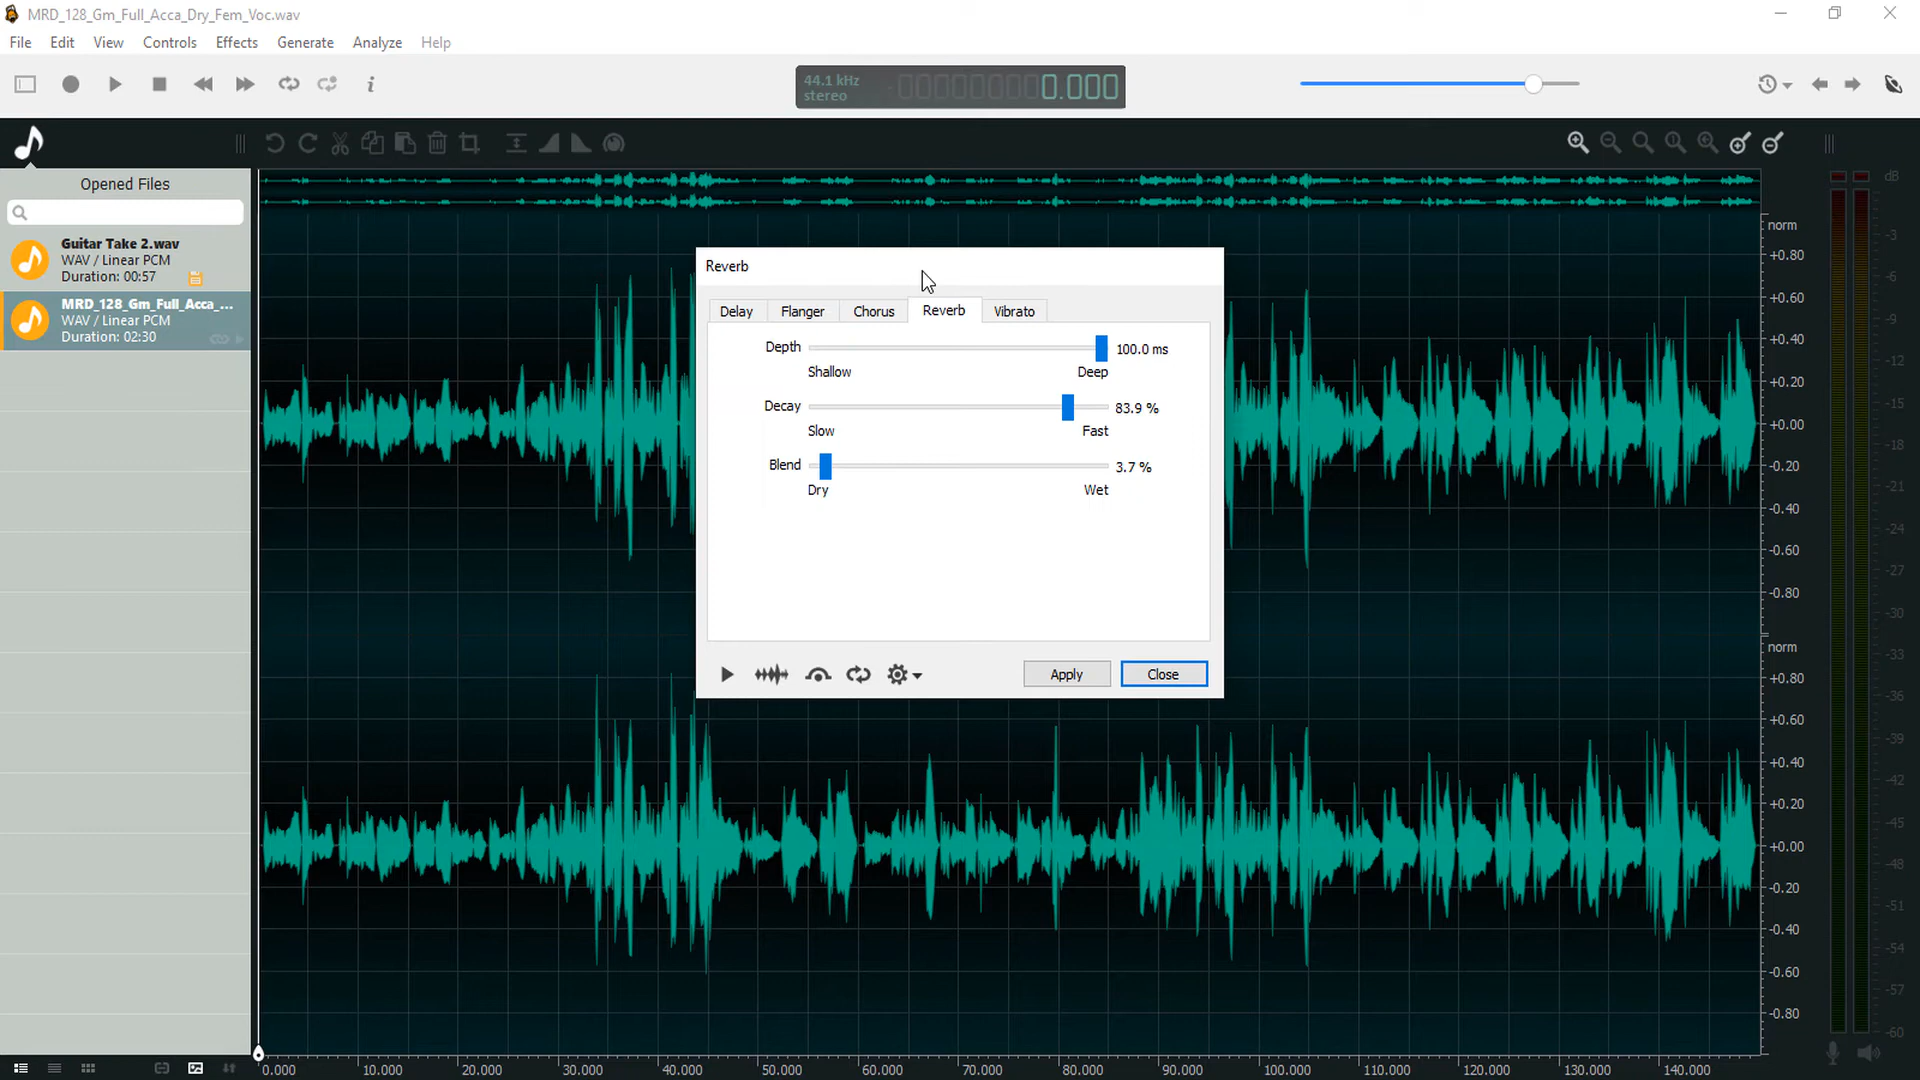 MRD_128_Gm_Full_Acca_Dry_Fem_Voc.wav
File Edit View Controls Effects Generate Analyze Help
44.1 kHz
stereo
0.000
Opened Files
Guitar Take 2.wav
WAV / Linear PCM
Duration: 00:57
MRD_128_Gm_Full_Acca_...
WAV / Linear PCM
Duration: 02:30
Reverb
Delay Flanger Chorus Reverb Vibrato
Depth 100.0 ms
Shallow Deep
Decay 83.9 %
Slow Fast
Blend 3.7 %
Dry Wet
Apply Close
norm
+0.80
+0.60
+0.40
+0.20
+0.00
-0.20
-0.40
-0.60
-0.80
norm
+0.80
+0.60
+0.40
+0.20
+0.00
-0.20
-0.40
-0.60
-0.80
dB
-3
-6
-9
-12
-15
-18
-21
-24
-27
-30
-33
-36
-39
-42
-45
-48
-51
-54
-57
-60
0.000 10.000 20.000 30.000 40.000 50.000 60.000 70.000 80.000 90.000 100.000 110.000 120.000 130.000 140.000